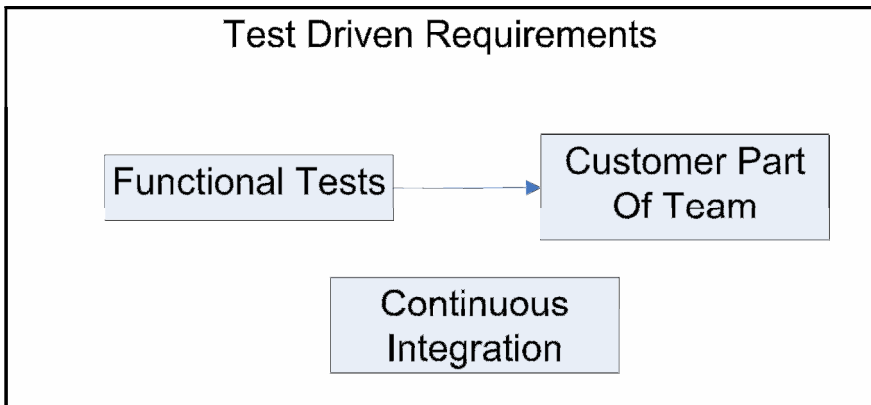 Test Driven Requirements
Functional Tests
Customer Part
Of Team
Continuous
Integration